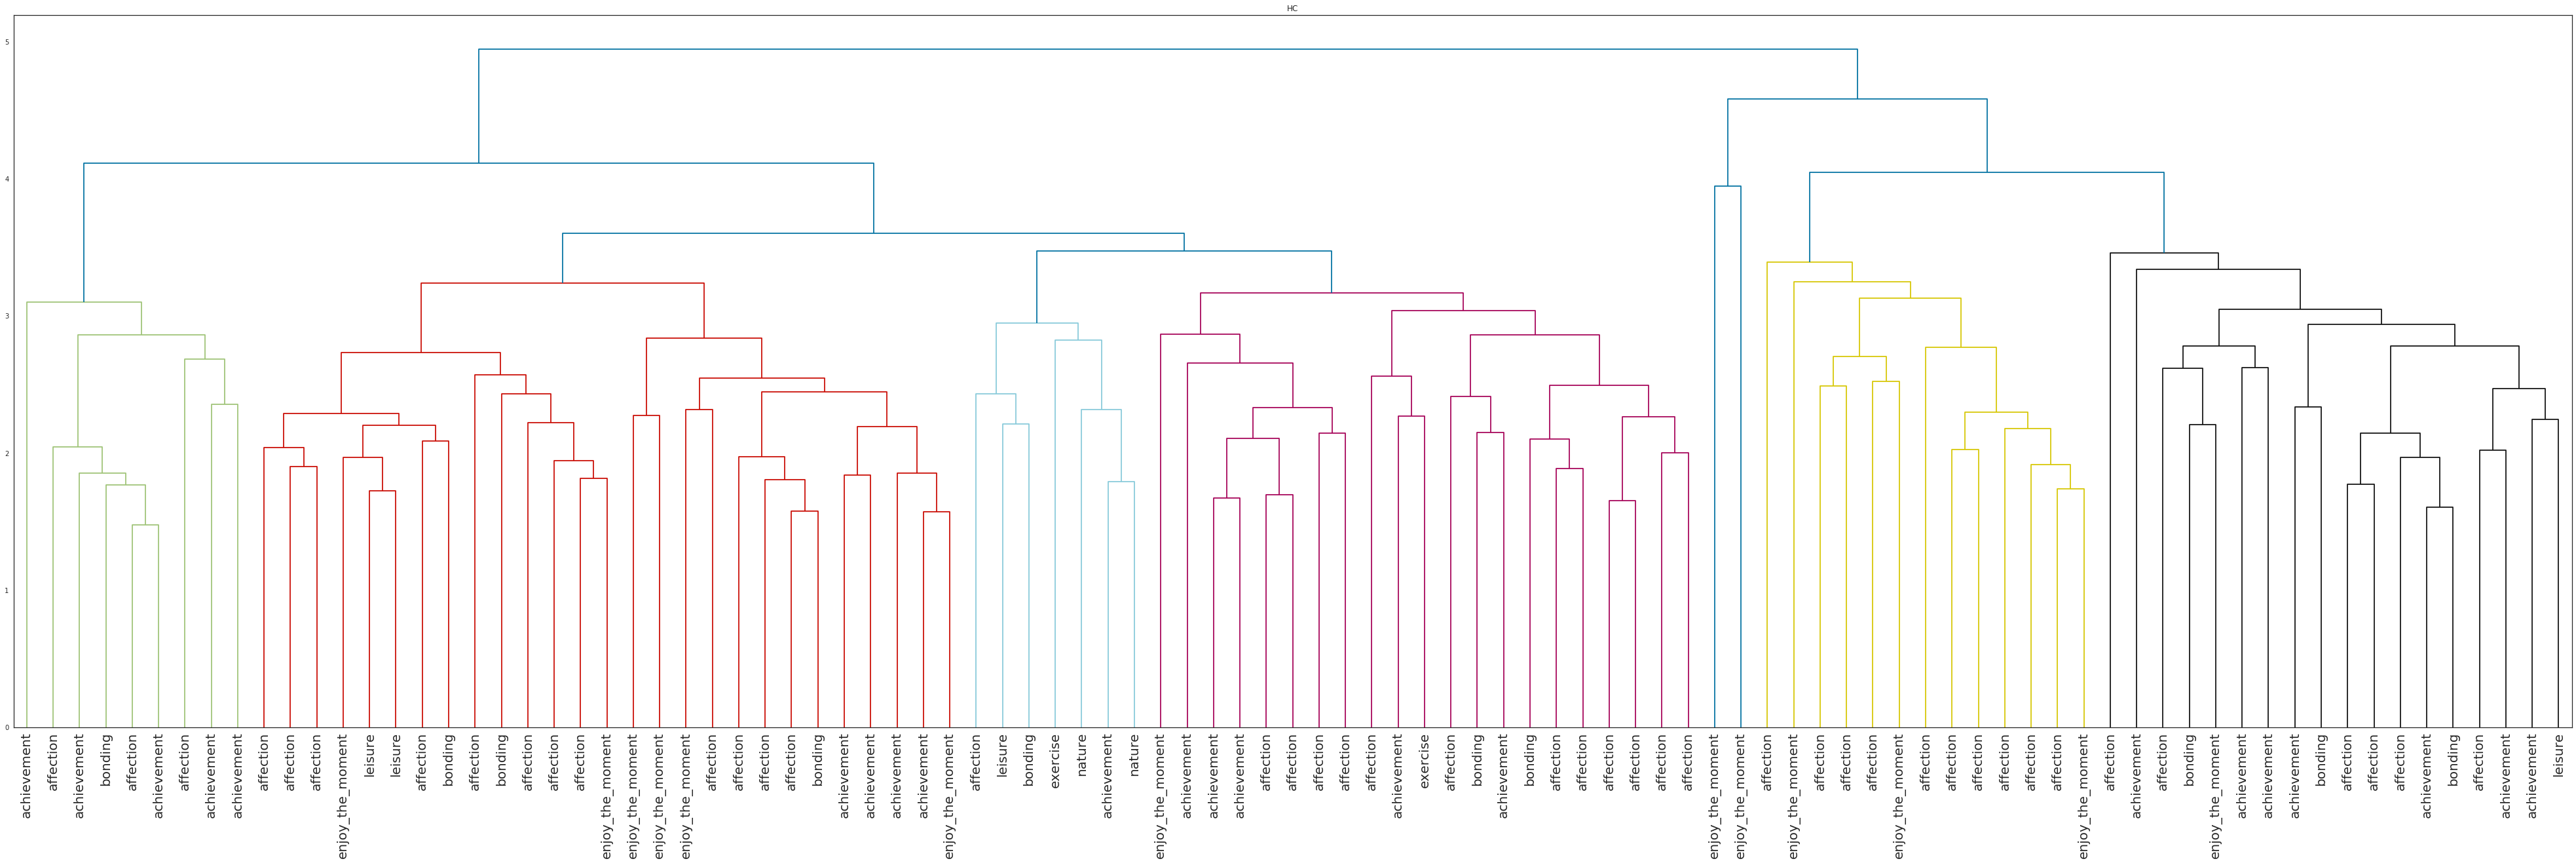 HC
5
4
3
2
1
0
achievement
affection
achievement
bonding
affection
achievement
affection
achievement
achievement
affection
affection
affection
enjoy_the_moment
leisure
leisure
affection
bonding
affection
bonding
affection
affection
affection
enjoy_the_moment
enjoy_the_moment
enjoy_the_moment
enjoy_the_moment
affection
affection
affection
affection
bonding
achievement
achievement
achievement
achievement
enjoy_the_moment
affection
leisure
bonding
exercise
nature
achievement
nature
enjoy_the_moment
achievement
achievement
achievement
affection
affection
affection
affection
affection
achievement
exercise
affection
bonding
achievement
bonding
affection
affection
affection
affection
affection
affection
enjoy_the_moment
enjoy_the_moment
affection
enjoy_the_moment
affection
affection
affection
enjoy_the_moment
affection
affection
affection
affection
affection
affection
enjoy_the_moment
affection
achievement
affection
bonding
enjoy_the_moment
achievement
achievement
achievement
bonding
affection
affection
affection
achievement
bonding
affection
achievement
achievement
leisure